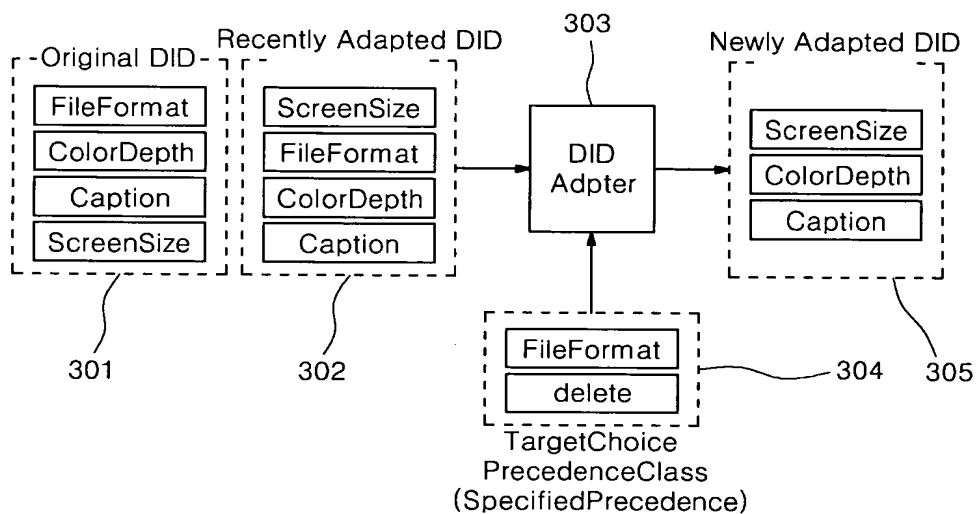 Original DID
FileFormat
ColorDepth
Caption
ScreenSize
301
Recently Adapted DID
ScreenSize
FileFormat
ColorDepth
Caption
302
303
DID
Adpter
FileFormat
delete
304
TargetChoice
PrecedenceClass
(SpecifiedPrecedence)
Newly Adapted DID
ScreenSize
ColorDepth
Caption
305